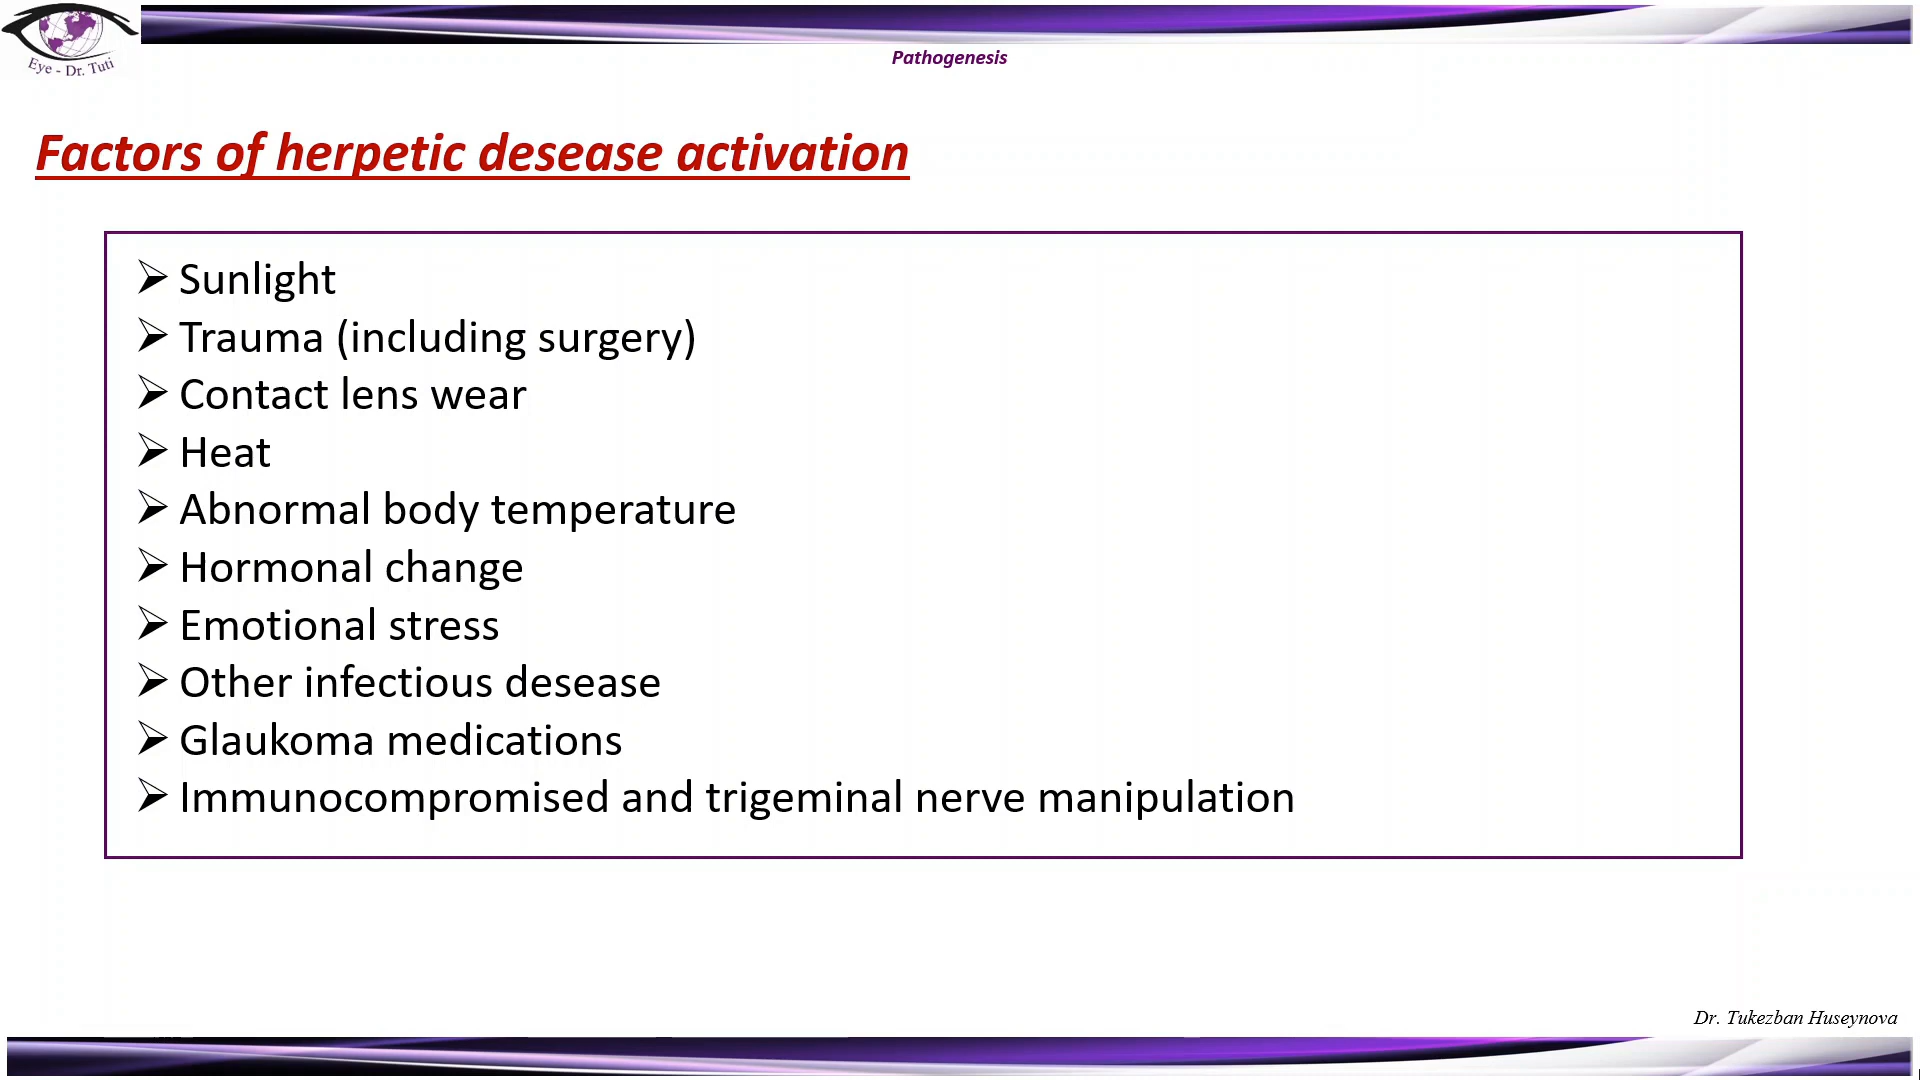 Eye - Dr. Tuti
Pathogenesis
Factors of herpetic desease activation
➢ Sunlight
➢ Trauma (including surgery)
➢ Contact lens wear
➢ Heat
➢ Abnormal body temperature
➢ Hormonal change
➢ Emotional stress
➢ Other infectious desease
➢ Glaukoma medications
➢ Immunocompromised and trigeminal nerve manipulation
Dr. Tukezban Huseynova